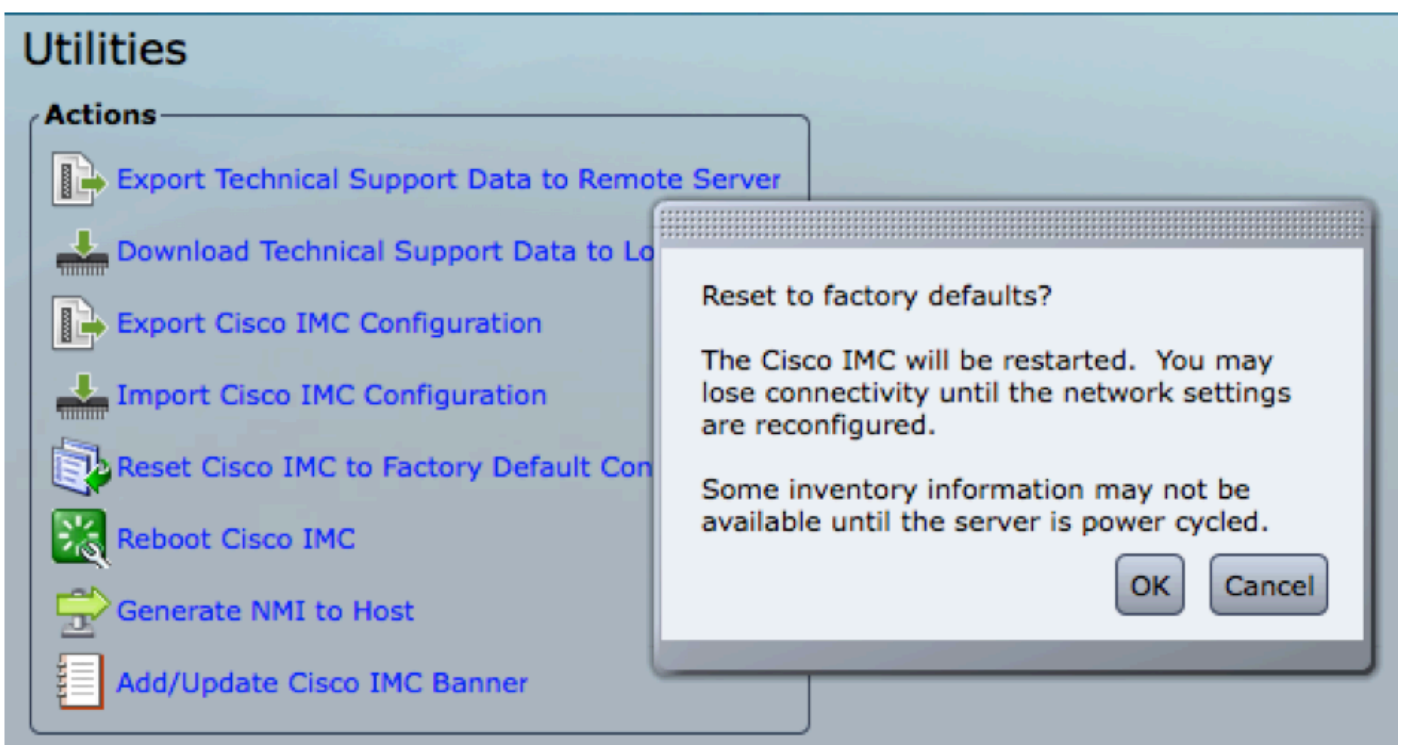 Utilities
Actions
Export Technical Support Data to Remote Server
Download Technical Support Data to Lo
Export Cisco IMC Configuration
Import Cisco IMC Configuration
Reset Cisco IMC to Factory Default Con
Reboot Cisco IMC
Generate NMI to Host
Add/Update Cisco IMC Banner
Reset to factory defaults?
The Cisco IMC will be restarted. You may
lose connectivity until the network settings
are reconfigured.
Some inventory information may not be
available until the server is power cycled.
OK Cancel